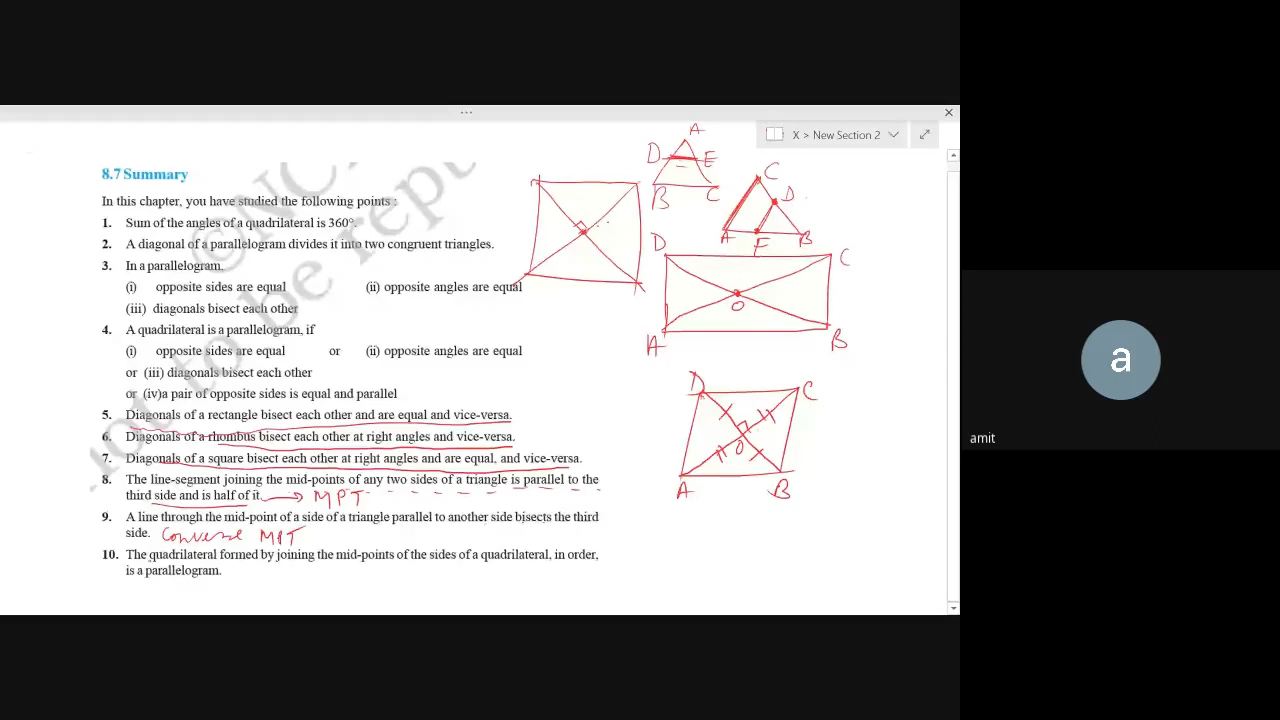 X > New Section 2
8.7 Summary
In this chapter, you have studied the following points :
1. Sum of the angles of a quadrilateral is 360°.
2. A diagonal of a parallelogram divides it into two congruent triangles.
3. In a parallelogram,
(i) opposite sides are equal (ii) opposite angles are equal
(iii) diagonals bisect each other
4. A quadrilateral is a parallelogram, if
(i) opposite sides are equal or (ii) opposite angles are equal
or (iii) diagonals bisect each other
or (iv)a pair of opposite sides is equal and parallel
5. Diagonals of a rectangle bisect each other and are equal and vice-versa.
6. Diagonals of a rhombus bisect each other at right angles and vice-versa.
7. Diagonals of a square bisect each other at right angles and are equal, and vice-versa.
8. The line-segment joining the mid-points of any two sides of a triangle is parallel to the
third side and is half of it. → MPT
9. A line through the mid-point of a side of a triangle parallel to another side bisects the third
side. Converse MPT
10. The quadrilateral formed by joining the mid-points of the sides of a quadrilateral, in order,
is a parallelogram.
©NC
not to be rep
A
D E
B C
C
D
A F B
D C
O
A B
D C
O
A B
a
amit